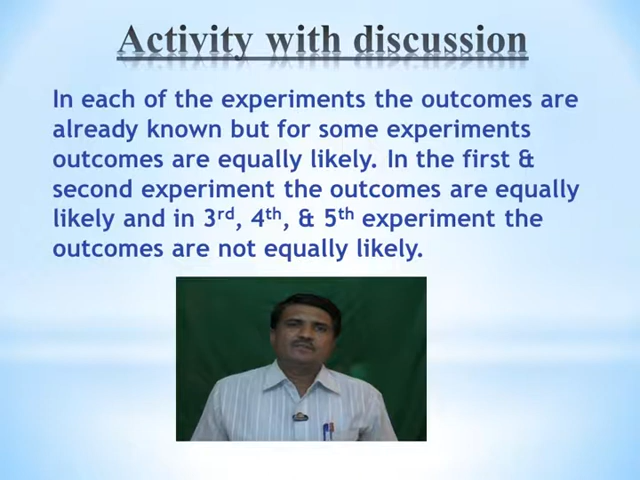 Activity with discussion
In each of the experiments the outcomes are
already known but for some experiments
outcomes are equally likely. In the first &
second experiment the outcomes are equally
likely and in 3rd, 4th, & 5th experiment the
outcomes are not equally likely.